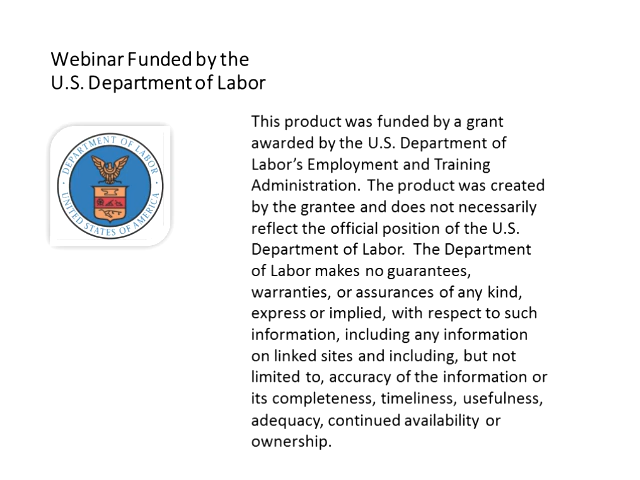 Webinar Funded by the
U.S. Department of Labor
DEPARTMENT OF LABOR
UNITED STATES OF AMERICA
This product was funded by a grant
awarded by the U.S. Department of
Labor’s Employment and Training
Administration.  The product was created
by the grantee and does not necessarily
reflect the official position of the U.S.
Department of Labor.  The Department
of Labor makes no guarantees,
warranties, or assurances of any kind,
express or implied, with respect to such
information, including any information
on linked sites and including, but not
limited to, accuracy of the information or
its completeness, timeliness, usefulness,
adequacy, continued availability or
ownership.